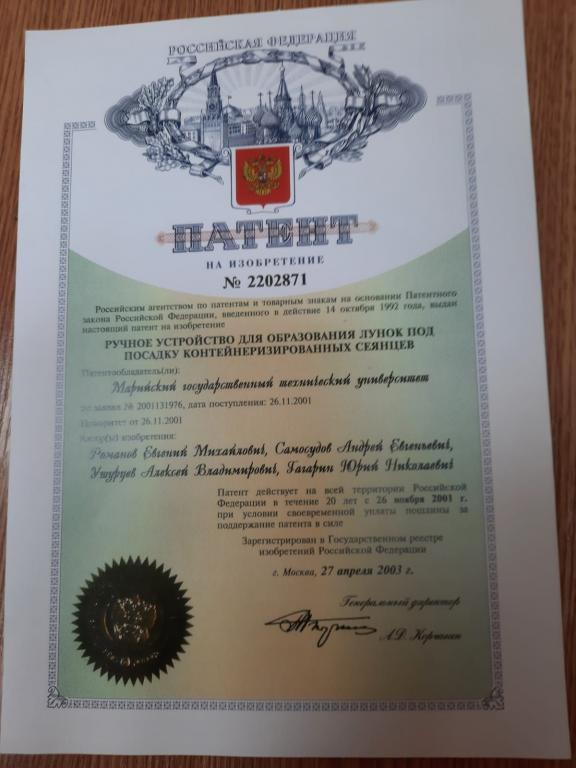 РОССИЙСКАЯ ФЕДЕРАЦИЯ
ПАТЕНТ
НА ИЗОБРЕТЕНИЕ
№ 2202871
Российским агентством по патентам и товарным знакам на основании Патентного
закона Российской Федерации, введенного в действие 14 октября 1992 года, выдан
настоящий патент на изобретение
РУЧНОЕ УСТРОЙСТВО ДЛЯ ОБРАЗОВАНИЯ ЛУНОК ПОД
ПОСАДКУ КОНТЕЙНЕРИЗИРОВАННЫХ СЕЯНЦЕВ
Патентообладатель(ли):
Марийский государственный технический университет
по заявке № 2001131976, дата поступления: 26.11.2001
Приоритет от 26.11.2001
Автор(ы) изобретения:
Романов Евгений Михайлович, Самосудов Андрей Евгеньевич,
Ушурцев Алексей Владимирович, Гагарин Юрий Николаевич
Патент действует на всей территории Российской
Федерации в течение 20 лет с 26 ноября 2001 г.
при условии своевременной уплаты пошлины за
поддержание патента в силе
Зарегистрирован в Государственном реестре
изобретений Российской Федерации
г. Москва, 27 апреля 2003 г.
Генеральный директор
А.Д. Корчагин